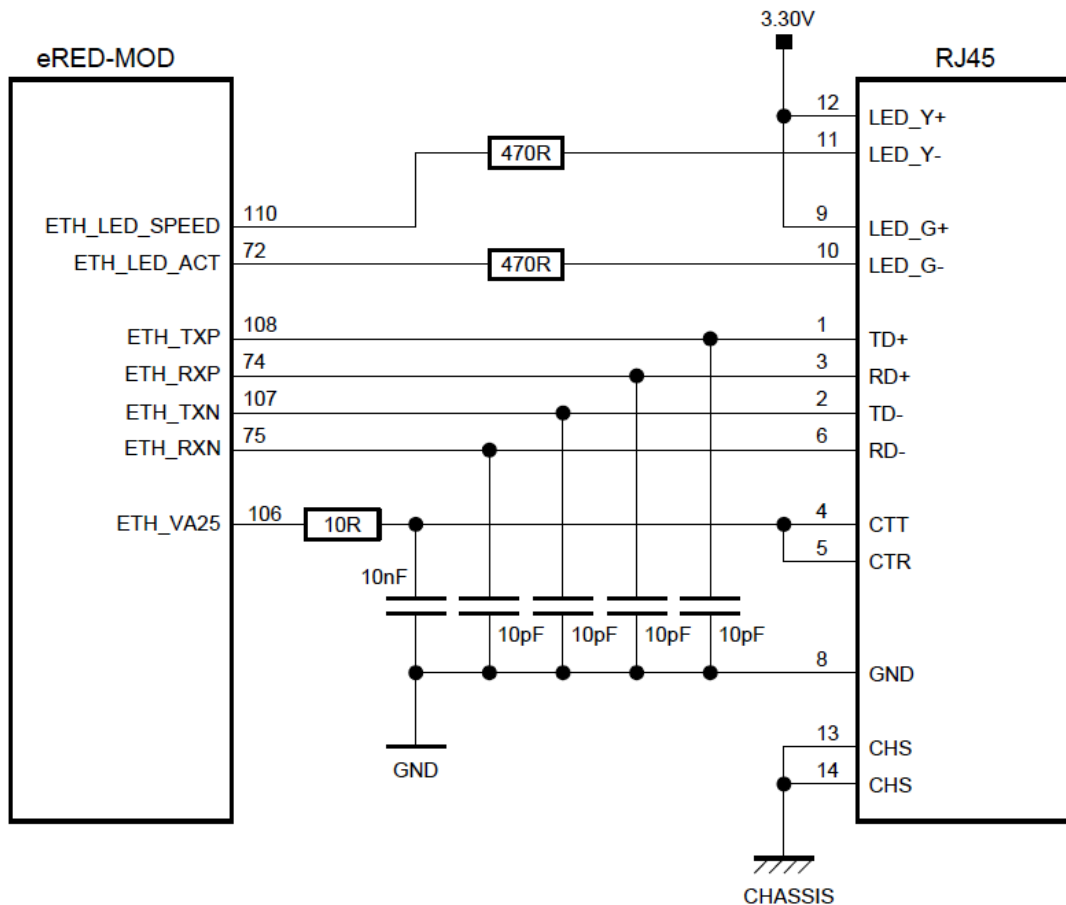 3.30V
eRED-MOD
RJ45
12
LED_Y+
11
470R
LED_Y-
ETH_LED_SPEED
110
9
LED_G+
ETH_LED_ACT
72
470R
10
LED_G-
ETH_TXP
108
1
TD+
ETH_RXP
74
3
RD+
ETH_TXN
107
2
TD-
ETH_RXN
75
6
RD-
ETH_VA25
106
10R
4
CTT
5
CTR
10nF
10pF
10pF
10pF
10pF
8
GND
GND
13
CHS
14
CHS
CHASSIS